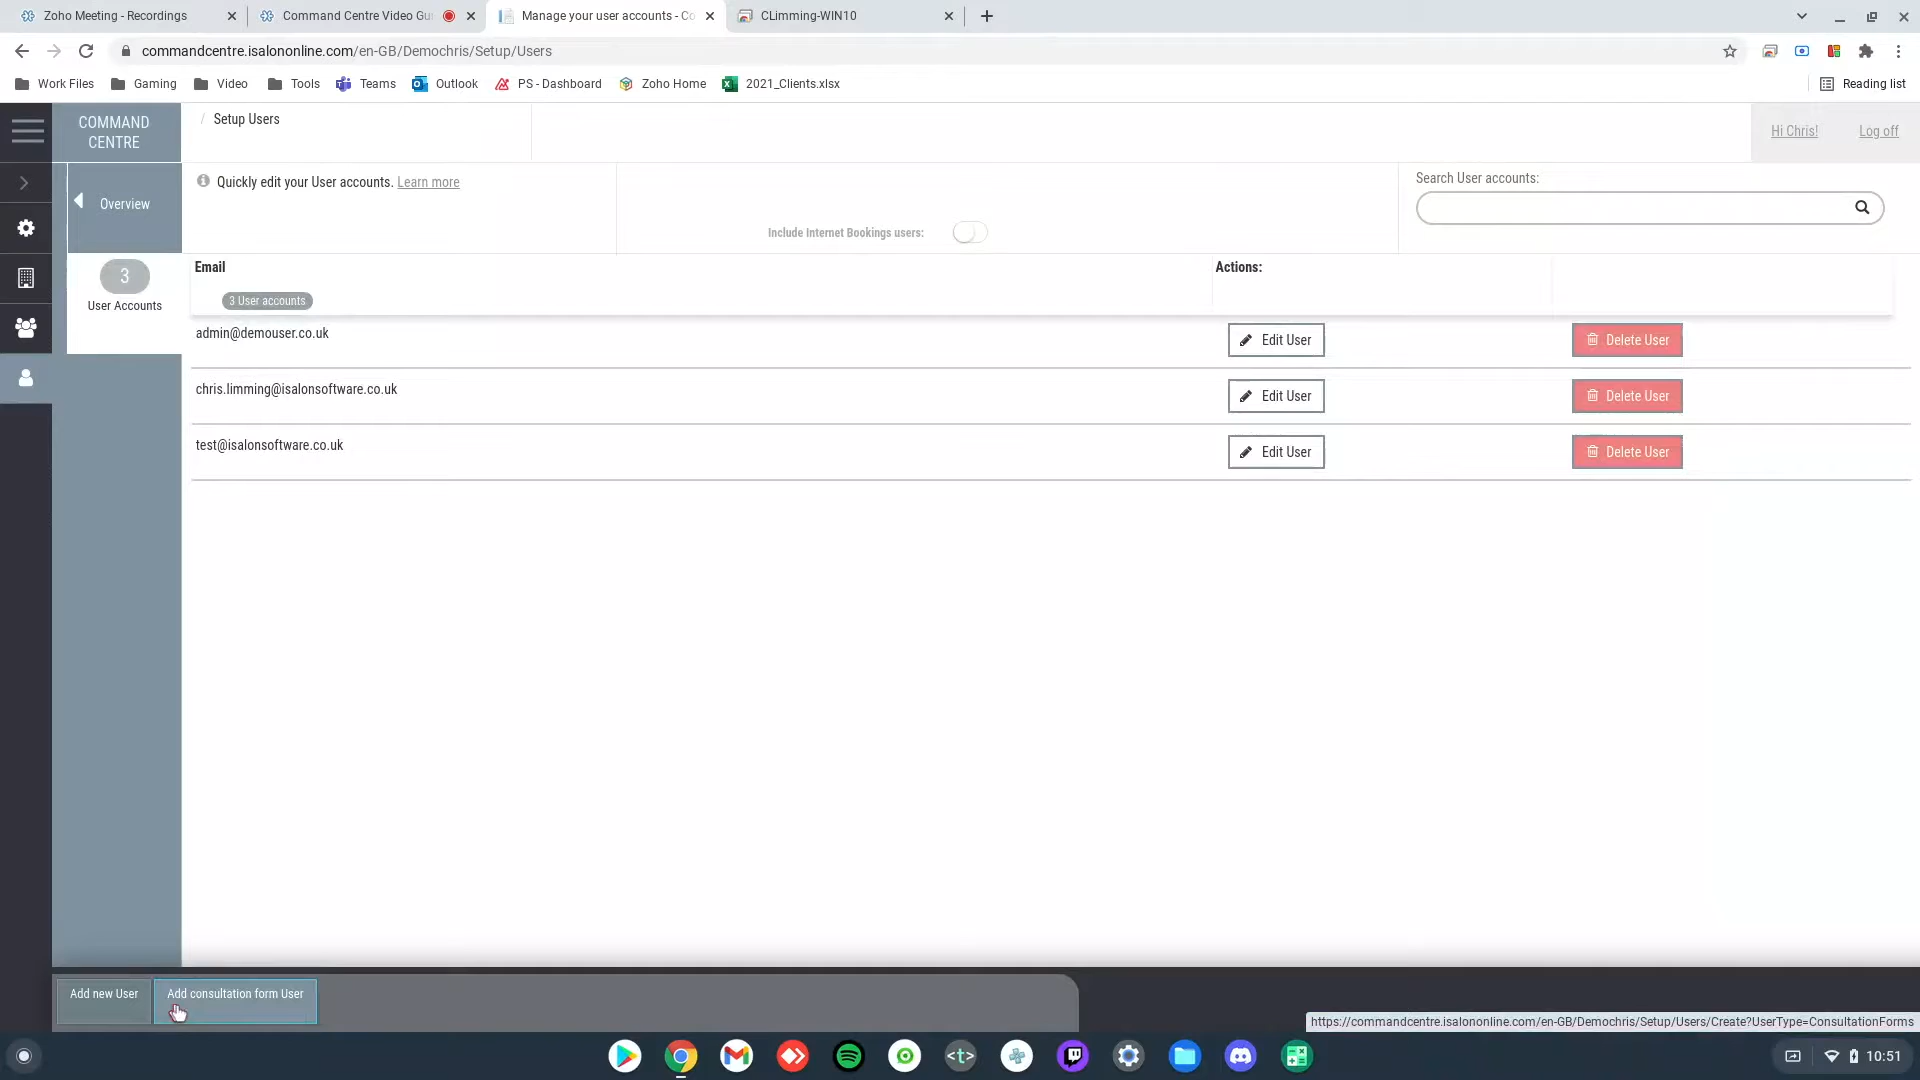 Zoho Meeting - Recordings
Command Centre Video Gu
Manage your user accounts - Co
CLimming-WIN10
commandcentre.isalononline.com/en-GB/Demochris/Setup/Users
Work Files
Gaming
Video
Tools
Teams
Outlook
PS - Dashboard
Zoho Home
2021_Clients.xlsx
Reading list
COMMAND
CENTRE
/ Setup Users
Hi Chris!
Log off
Overview
Quickly edit your User accounts. Learn more
Include Internet Bookings users:
Search User accounts:
3
User Accounts
Email
Actions:
3 User accounts
admin@demouser.co.uk
Edit User
Delete User
chris.limming@isalonsoftware.co.uk
Edit User
Delete User
test@isalonsoftware.co.uk
Edit User
Delete User
Add new User
Add consultation form User
https://commandcentre.isalononline.com/en-GB/Demochris/Setup/Users/Create?UserType=ConsultationForms
<t>
10:51